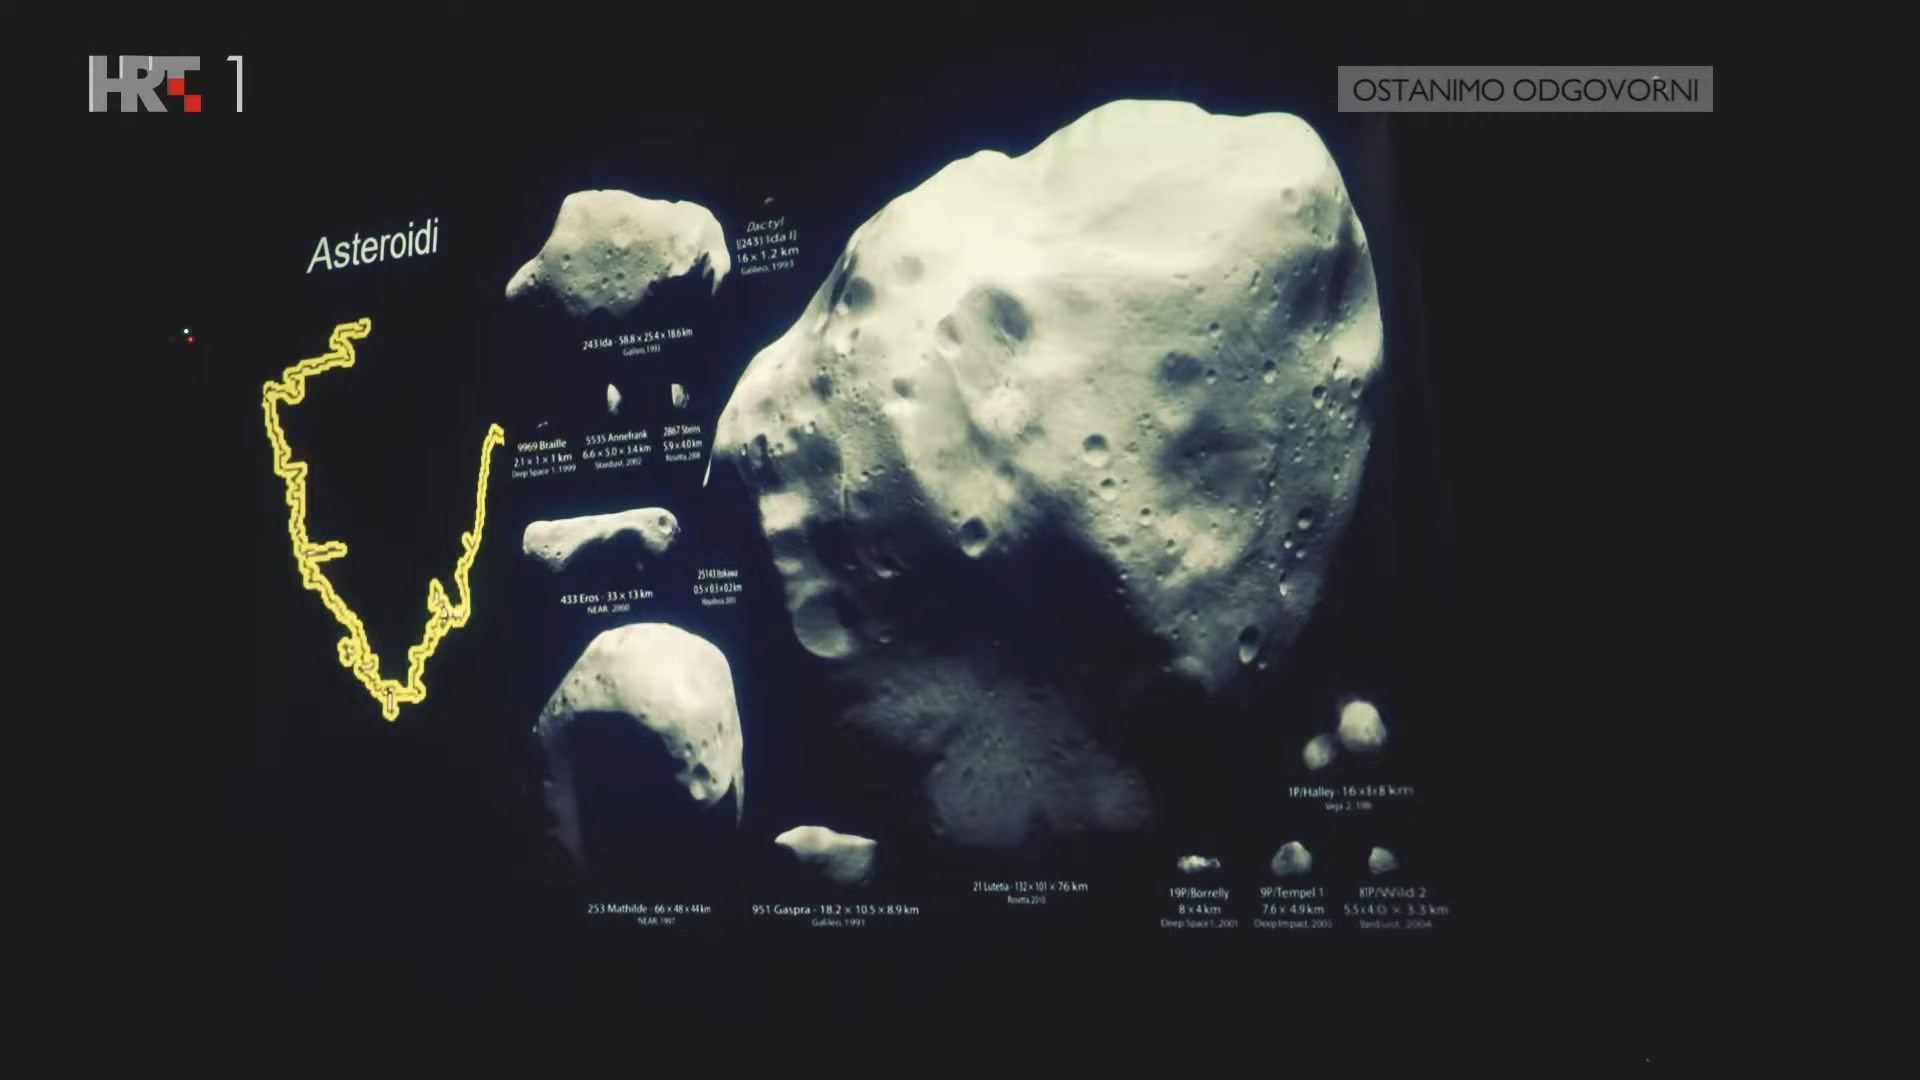 HRT 1
OSTANIMO ODGOVORNI
Asteroidi
Dactyl
[(243) Ida I]
1.6 × 1.2 km
Galileo, 1993
243 Ida - 58.8 × 25.4 × 18.6 km
Galileo, 1993
9969 Braille
2.1 × 1 × 1 km
Deep Space 1, 1999
5535 Annefrank
6.6 × 5.0 × 3.4 km
Stardust, 2002
2867 Steins
5.9 × 4.0 km
Rosetta 2008
433 Eros - 33 × 13 km
NEAR, 2000
25143 Itokawa
0.5 × 0.3 × 0.2 km
Hayabusa, 2005
253 Mathilde - 66 × 48 × 44 km
NEAR, 1997
951 Gaspra - 18.2 × 10.5 × 8.9 km
Galileo, 1991
21 Lutetia - 132 × 101 × 76 km
Rosetta, 2010
1P/Halley - 16 × 8 × 8 km
Vega 2, 1986
19P/Borrelly
8 × 4 km
Deep Space 1, 2001
9P/Tempel 1
7.6 × 4.9 km
Deep Impact, 2005
81P/Wild 2
5.5 × 4.0 × 3.3 km
Stardust, 2004